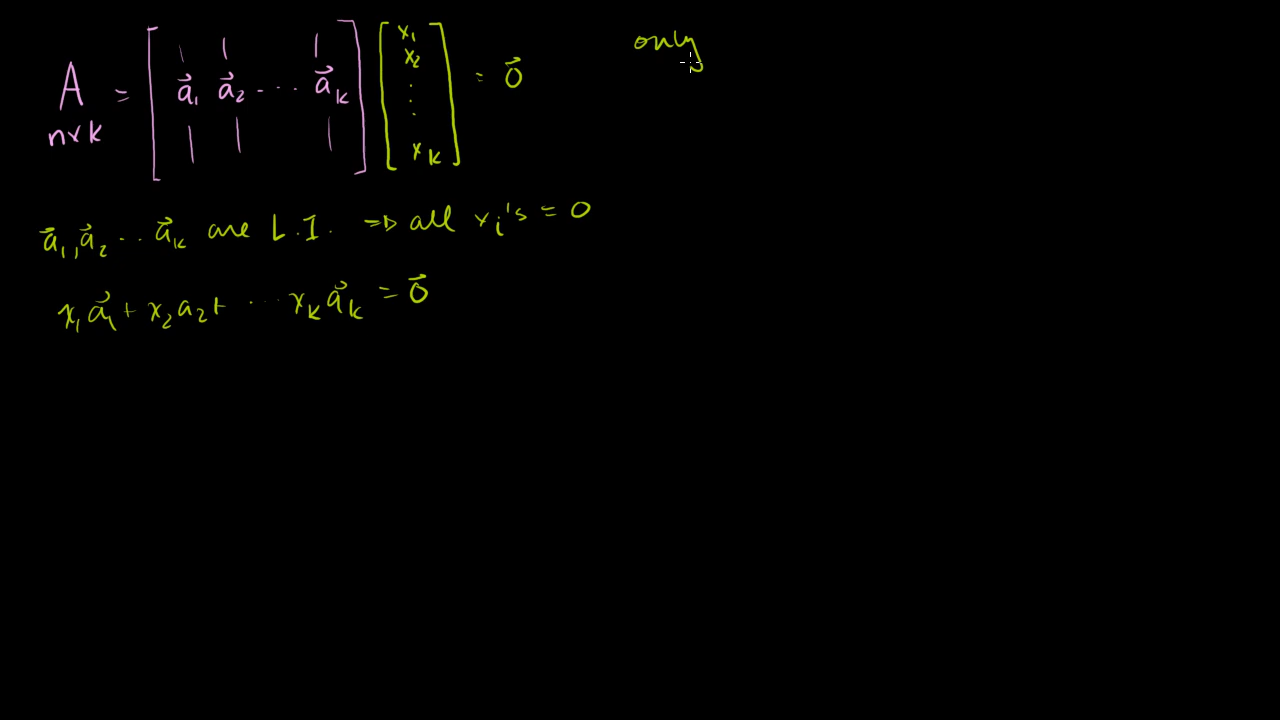 A = [ a⃗₁ a⃗₂ ... a⃗ₖ ] [ x₁ x₂ ⋮ xₖ ] = 0⃗
n×k
only
a⃗₁, a⃗₂ ... a⃗ₖ are L.I. ⇒ all xᵢ's = 0
x₁a⃗₁ + x₂a₂ + ... xₖa⃗ₖ = 0⃗